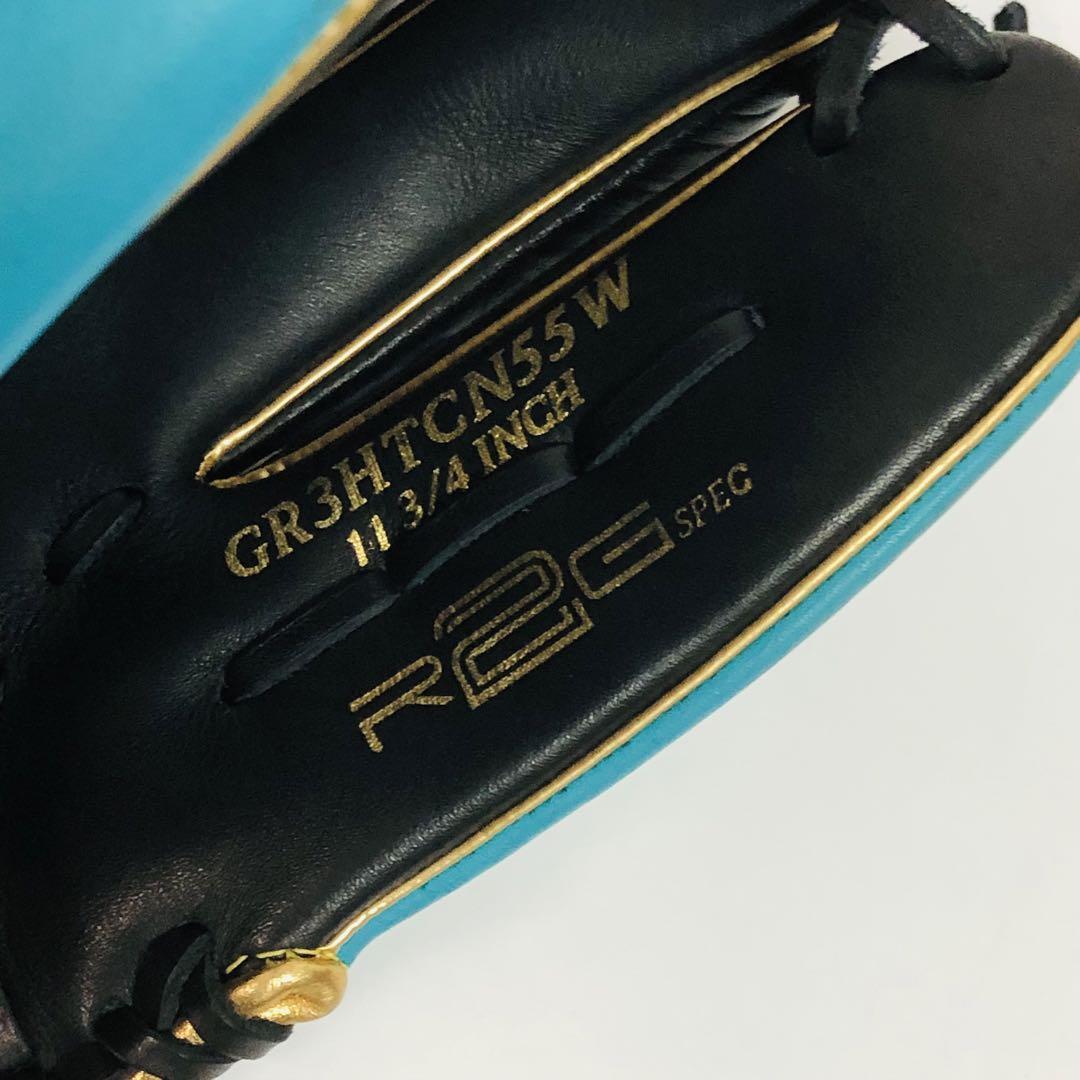 GR3HTCN55W
11 3/4 INCH
R2G SPEC